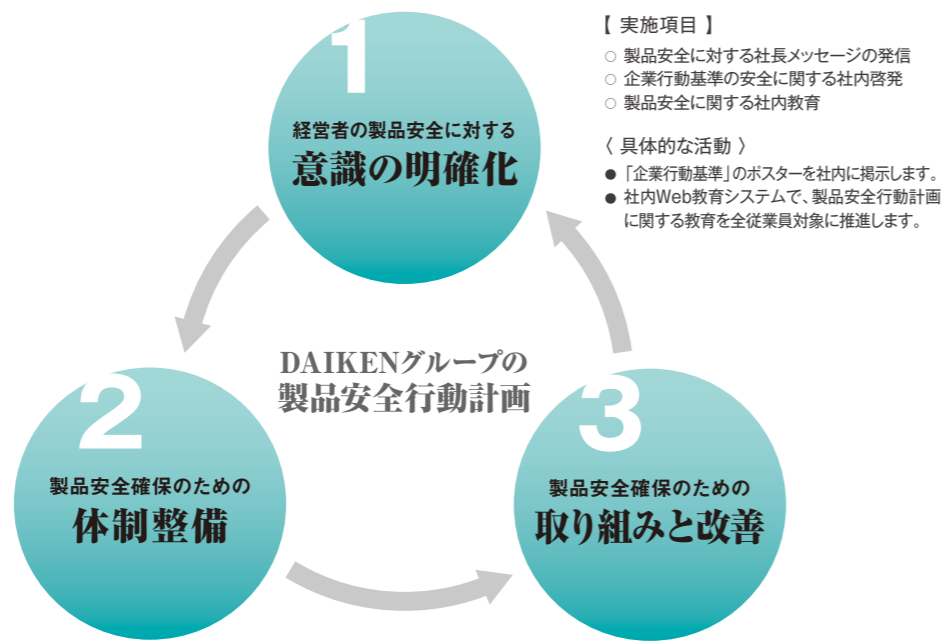 1
経営者の製品安全に対する
意識の明確化
【 実施項目 】
○ 製品安全に対する社長メッセージの発信
○ 企業行動基準の安全に関する社内啓発
○ 製品安全に関する社内教育
〈 具体的な活動 〉
● 「企業行動基準」のポスターを社内に掲示します。
● 社内Web教育システムで、製品安全行動計画
に関する教育を全従業員対象に推進します。
DAIKENグループの
製品安全行動計画
2
製品安全確保のための
体制整備
3
製品安全確保のための
取り組みと改善